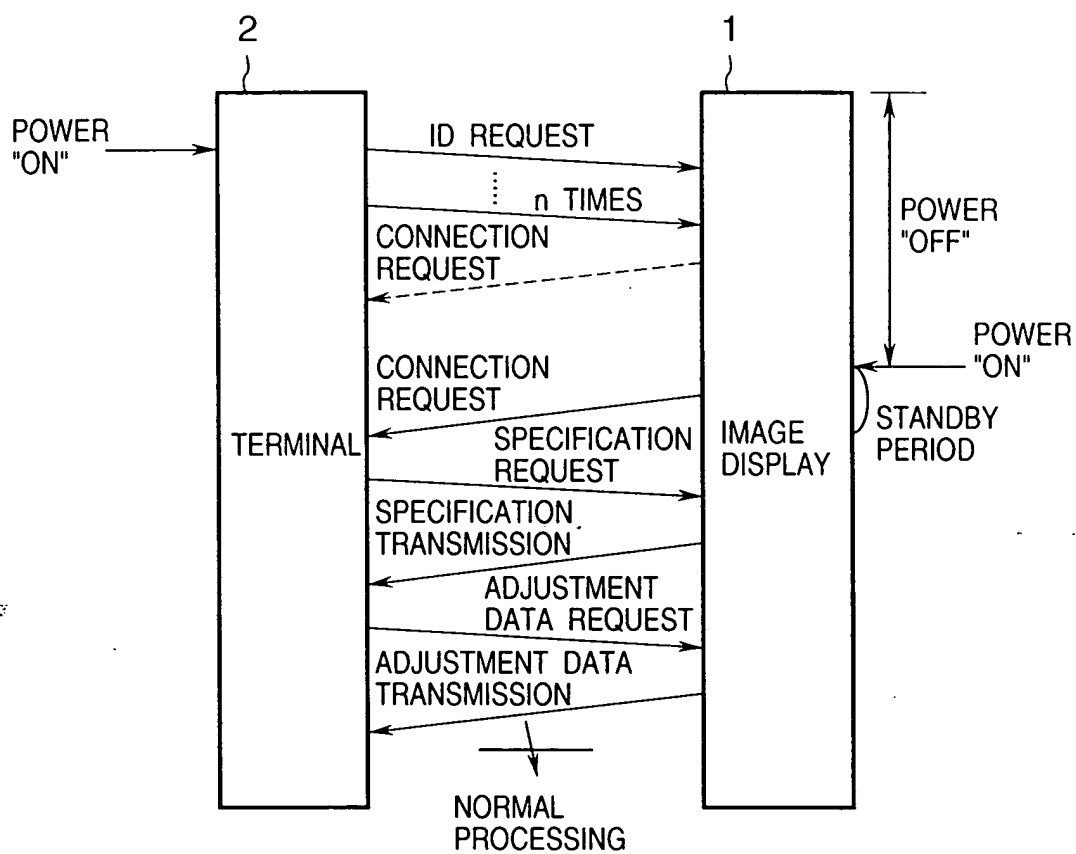 2
1
POWER
"ON"
ID REQUEST
n TIMES
CONNECTION
REQUEST
POWER
"OFF"
POWER
"ON"
CONNECTION
REQUEST
STANDBY
PERIOD
TERMINAL
IMAGE
DISPLAY
SPECIFICATION
REQUEST
SPECIFICATION
TRANSMISSION
ADJUSTMENT
DATA REQUEST
ADJUSTMENT DATA
TRANSMISSION
NORMAL
PROCESSING